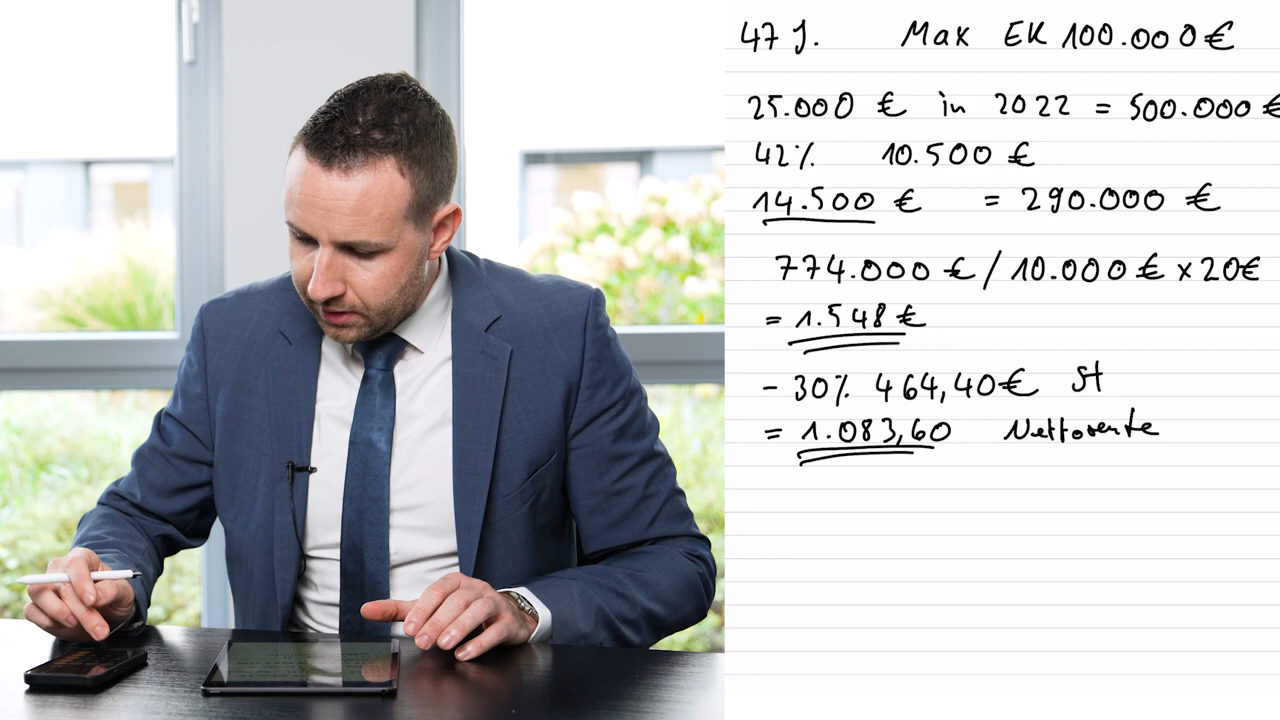 47 J. Max EK 100.000 €
25.000 € in 2022 = 500.000 €
42% 10.500 €
14.500 € = 290.000 €
774.000 € / 10.000 € x 20€
= 1.548 €
- 30% 464,40€ St
= 1.083,60 Nettorente